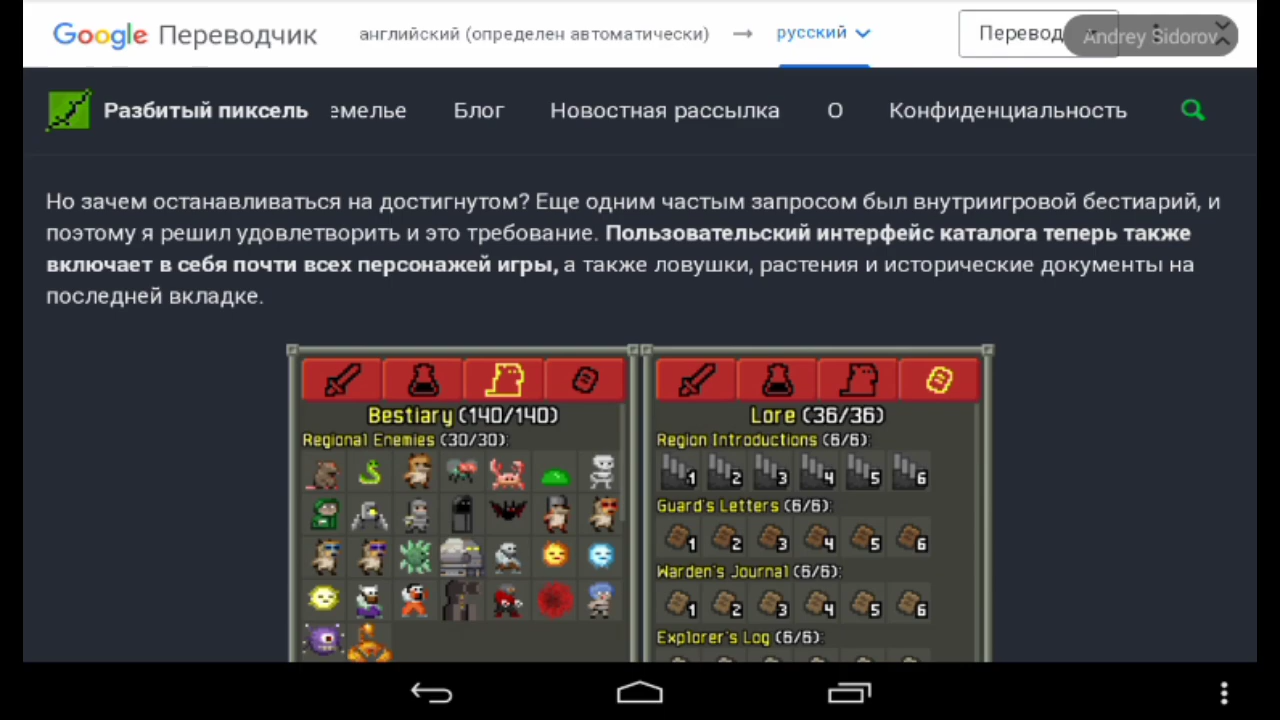 Google Переводчик английский (определен автоматически) → русский Перевод Andrey Sidorov
Разбитый пиксель емелье Блог Новостная рассылка О Конфиденциальность
Но зачем останавливаться на достигнутом? Еще одним частым запросом был внутриигровой бестиарий, и
поэтому я решил удовлетворить и это требование. Пользовательский интерфейс каталога теперь также
включает в себя почти всех персонажей игры, а также ловушки, растения и исторические документы на
последней вкладке.
Bestiary (140/140)
Regional Enemies (30/30):
Lore (36/36)
Region Introductions (6/6):
1 2 3 4 5 6
Guard's Letters (6/6):
1 2 3 4 5 6
Warden's Journal (6/6):
1 2 3 4 5 6
Explorer's Log (6/6):